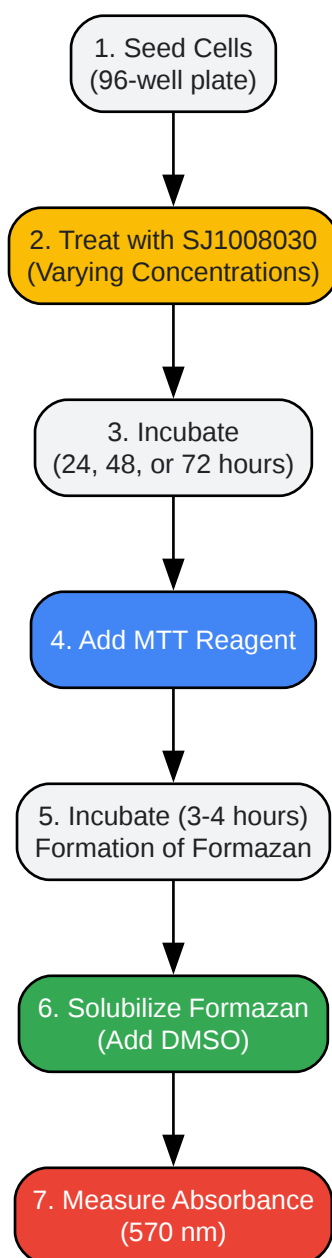 1. Seed Cells
(96-well plate)
2. Treat with SJ1008030
(Varying Concentrations)
3. Incubate
(24, 48, or 72 hours)
4. Add MTT Reagent
5. Incubate (3-4 hours)
Formation of Formazan
6. Solubilize Formazan
(Add DMSO)
7. Measure Absorbance
(570 nm)